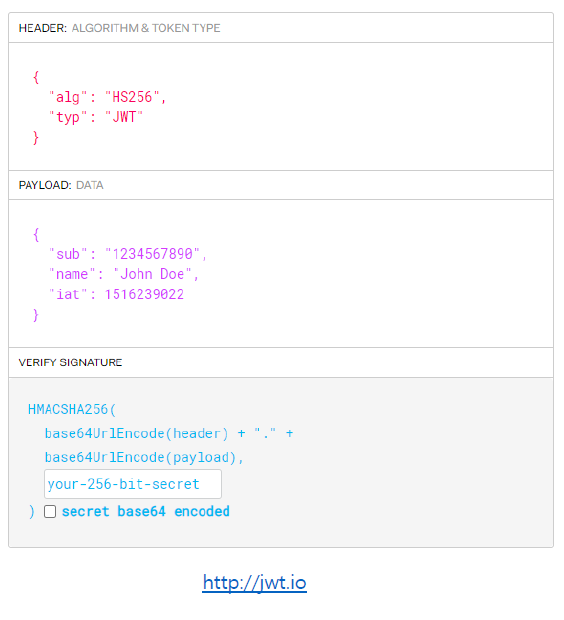 HEADER: ALGORITHM & TOKEN TYPE
{
"alg": "HS256",
"typ": "JWT"
}
PAYLOAD: DATA
{
"sub": "1234567890",
"name": "John Doe",
"iat": 1516239022
}
VERIFY SIGNATURE
HMACSHA256(
base64UrlEncode(header) + "." +
base64UrlEncode(payload),
your-256-bit-secret
) secret base64 encoded
http://jwt.io